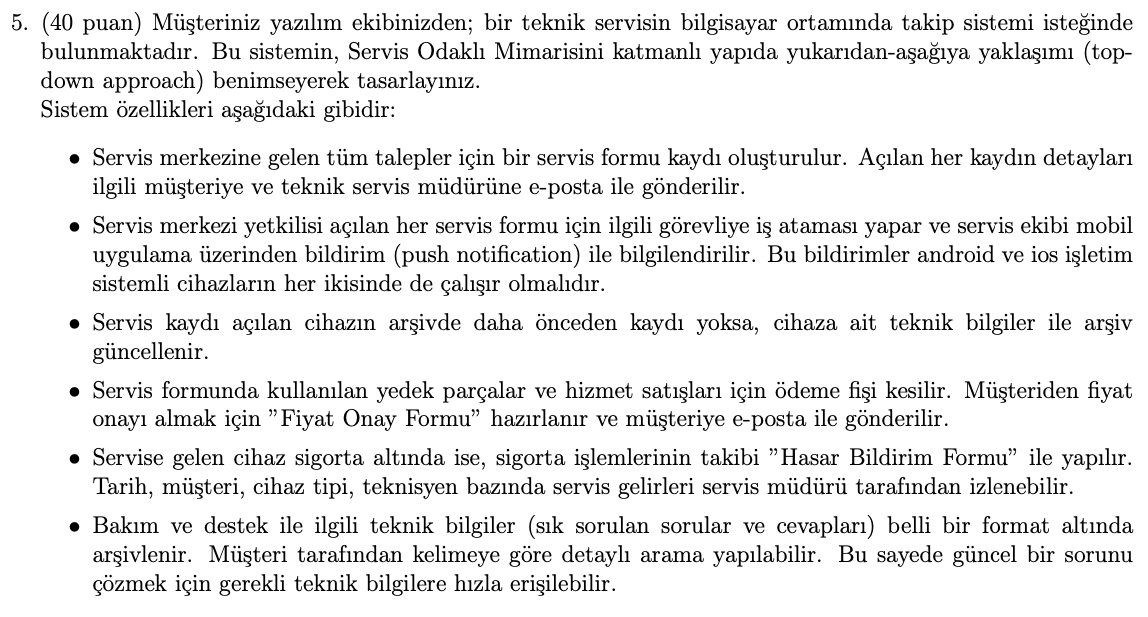 5. (40 puan) Müşteriniz yazılım ekibinizden; bir teknik servisin bilgisayar ortamında takip sistemi isteğinde
bulunmaktadır. Bu sistemin, Servis Odaklı Mimarisini katmanlı yapıda yukarıdan-aşağıya yaklaşımı (top-
down approach) benimseyerek tasarlayınız.
Sistem özellikleri aşağıdaki gibidir:
• Servis merkezine gelen tüm talepler için bir servis formu kaydı oluşturulur. Açılan her kaydın detayları
ilgili müşteriye ve teknik servis müdürüne e-posta ile gönderilir.
• Servis merkezi yetkilisi açılan her servis formu için ilgili görevliye iş ataması yapar ve servis ekibi mobil
uygulama üzerinden bildirim (push notification) ile bilgilendirilir. Bu bildirimler android ve ios işletim
sistemli cihazların her ikisinde de çalışır olmalıdır.
• Servis kaydı açılan cihazın arşivde daha önceden kaydı yoksa, cihaza ait teknik bilgiler ile arşiv
güncellenir.
• Servis formunda kullanılan yedek parçalar ve hizmet satışları için ödeme fişi kesilir. Müşteriden fiyat
onayı almak için ”Fiyat Onay Formu” hazırlanır ve müşteriye e-posta ile gönderilir.
• Servise gelen cihaz sigorta altında ise, sigorta işlemlerinin takibi ”Hasar Bildirim Formu” ile yapılır.
Tarih, müşteri, cihaz tipi, teknisyen bazında servis gelirleri servis müdürü tarafından izlenebilir.
• Bakım ve destek ile ilgili teknik bilgiler (sık sorulan sorular ve cevapları) belli bir format altında
arşivlenir. Müşteri tarafından kelimeye göre detaylı arama yapılabilir. Bu sayede güncel bir sorunu
çözmek için gerekli teknik bilgilere hızla erişilebilir.